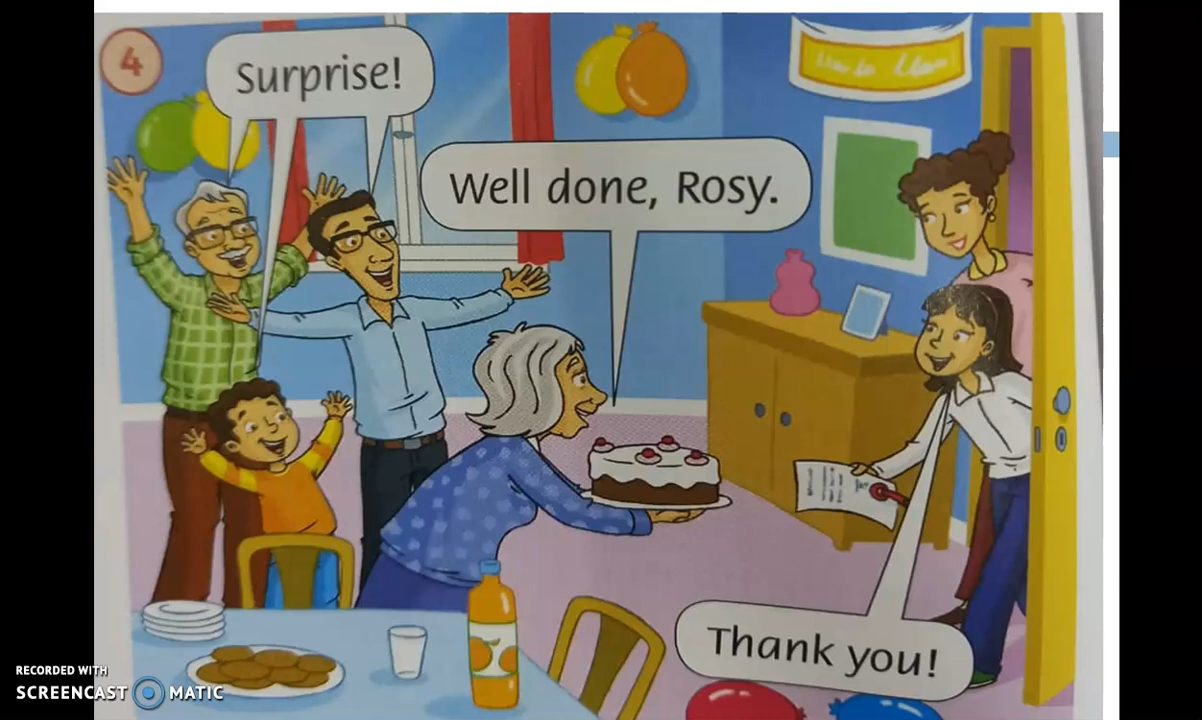 4
Surprise!
Well done, Rosy.
Thank you!
RECORDED WITH
SCREENCAST MATIC